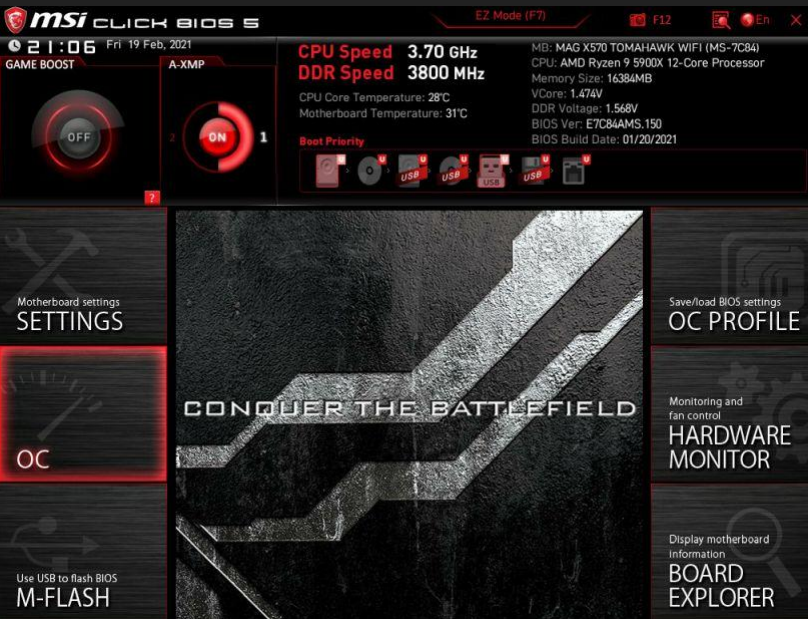 msi CLICK BIOS 5
EZ Mode (F7)
F12
En
X
21:06 Fri 19 Feb, 2021
GAME BOOST
OFF
?
A-XMP
2
ON
1
CPU Speed 3.70 GHz
DDR Speed 3800 MHz
CPU Core Temperature: 28°C
Motherboard Temperature: 31°C
MB: MAG X570 TOMAHAWK WIFI (MS-7C84)
CPU: AMD Ryzen 9 5900X 12-Core Processor
Memory Size: 16384MB
VCore: 1.474V
DDR Voltage: 1.568V
BIOS Ver: E7C84AMS.150
BIOS Build Date: 01/20/2021
Boot Priority
U
U
USB
U
USB
U
USB
USB
U
U
Motherboard settings
SETTINGS
OC
Use USB to flash BIOS
M-FLASH
CONQUER THE BATTLEFIELD
Save/load BIOS settings
OC PROFILE
Monitoring and
fan control
HARDWARE
MONITOR
Display motherboard
information
BOARD
EXPLORER